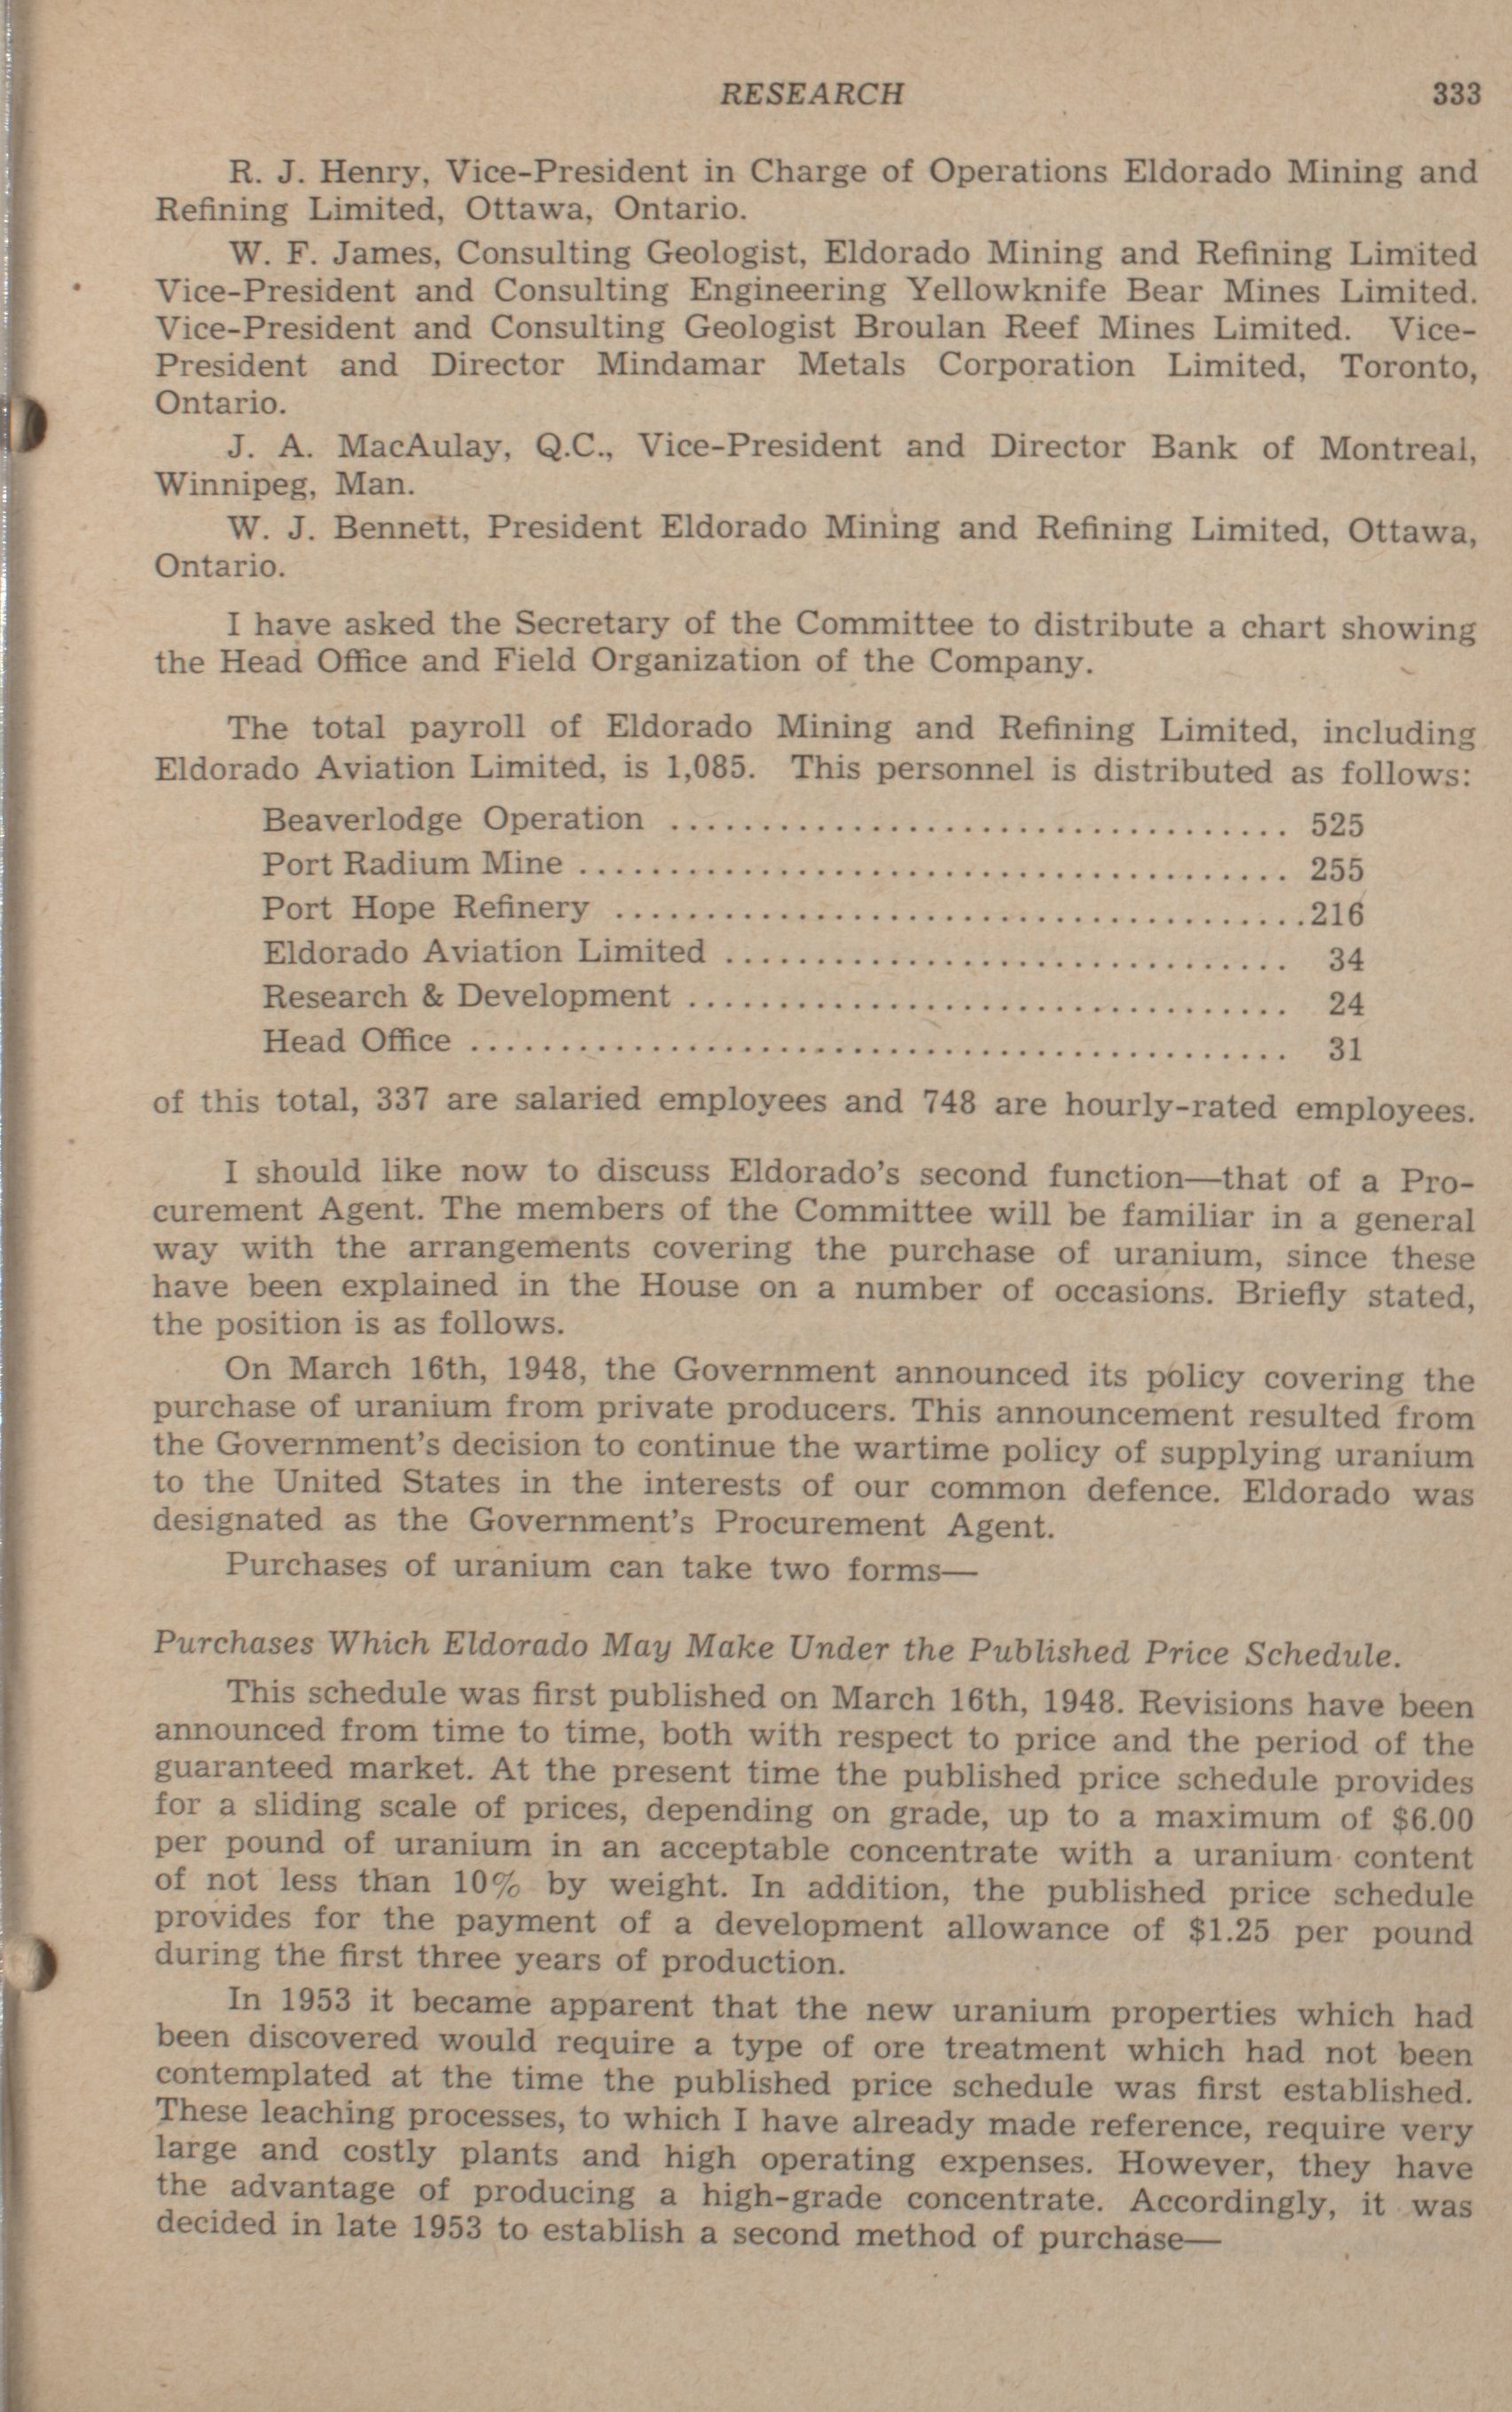 RESEARCH 333
R. J. Henry, Vice-President in Charge of Operations Eldorado Mining and
Refining Limited, Ottawa, Ontario.
W. F. James, Consulting Geologist, Eldorado Mining and Refining Limited
Vice-President and Consulting Engineering Yellowknife Bear Mines Limited.
Vice-President and Consulting Geologist Broulan Reef Mines Limited. Vice-
President and Director Mindamar Metals Corporation Limited, Toronto,
Ontario.
J. A. MacAulay, Q.C., Vice-President and Director Bank of Montreal,
Winnipeg, Man.
W. J. Bennett, President Eldorado Mining and Refining Limited, Ottawa,
Ontario.
I have asked the Secretary of the Committee to distribute a chart showing
the Head Office and Field Organization of the Company.
The total payroll of Eldorado Mining and Refining Limited, including
Eldorado Aviation Limited, is 1,085. This personnel is distributed as follows:
Beaverlodge Operation .................................. 525
Port Radium Mine ....................................... 255
Port Hope Refinery ......................................216
Eldorado Aviation Limited ............................... 34
Research & Development ................................. 24
Head Office ............................................. 31
of this total, 337 are salaried employees and 748 are hourly-rated employees.
I should like now to discuss Eldorado's second function—that of a Pro-
curement Agent. The members of the Committee will be familiar in a general
way with the arrangements covering the purchase of uranium, since these
have been explained in the House on a number of occasions. Briefly stated,
the position is as follows.
On March 16th, 1948, the Government announced its policy covering the
purchase of uranium from private producers. This announcement resulted from
the Government's decision to continue the wartime policy of supplying uranium
to the United States in the interests of our common defence. Eldorado was
designated as the Government's Procurement Agent.
Purchases of uranium can take two forms—
Purchases Which Eldorado May Make Under the Published Price Schedule.
This schedule was first published on March 16th, 1948. Revisions have been
announced from time to time, both with respect to price and the period of the
guaranteed market. At the present time the published price schedule provides
for a sliding scale of prices, depending on grade, up to a maximum of $6.00
per pound of uranium in an acceptable concentrate with a uranium content
of not less than 10% by weight. In addition, the published price schedule
provides for the payment of a development allowance of $1.25 per pound
during the first three years of production.
In 1953 it became apparent that the new uranium properties which had
been discovered would require a type of ore treatment which had not been
contemplated at the time the published price schedule was first established.
These leaching processes, to which I have already made reference, require very
large and costly plants and high operating expenses. However, they have
the advantage of producing a high-grade concentrate. Accordingly, it was
decided in late 1953 to establish a second method of purchase—